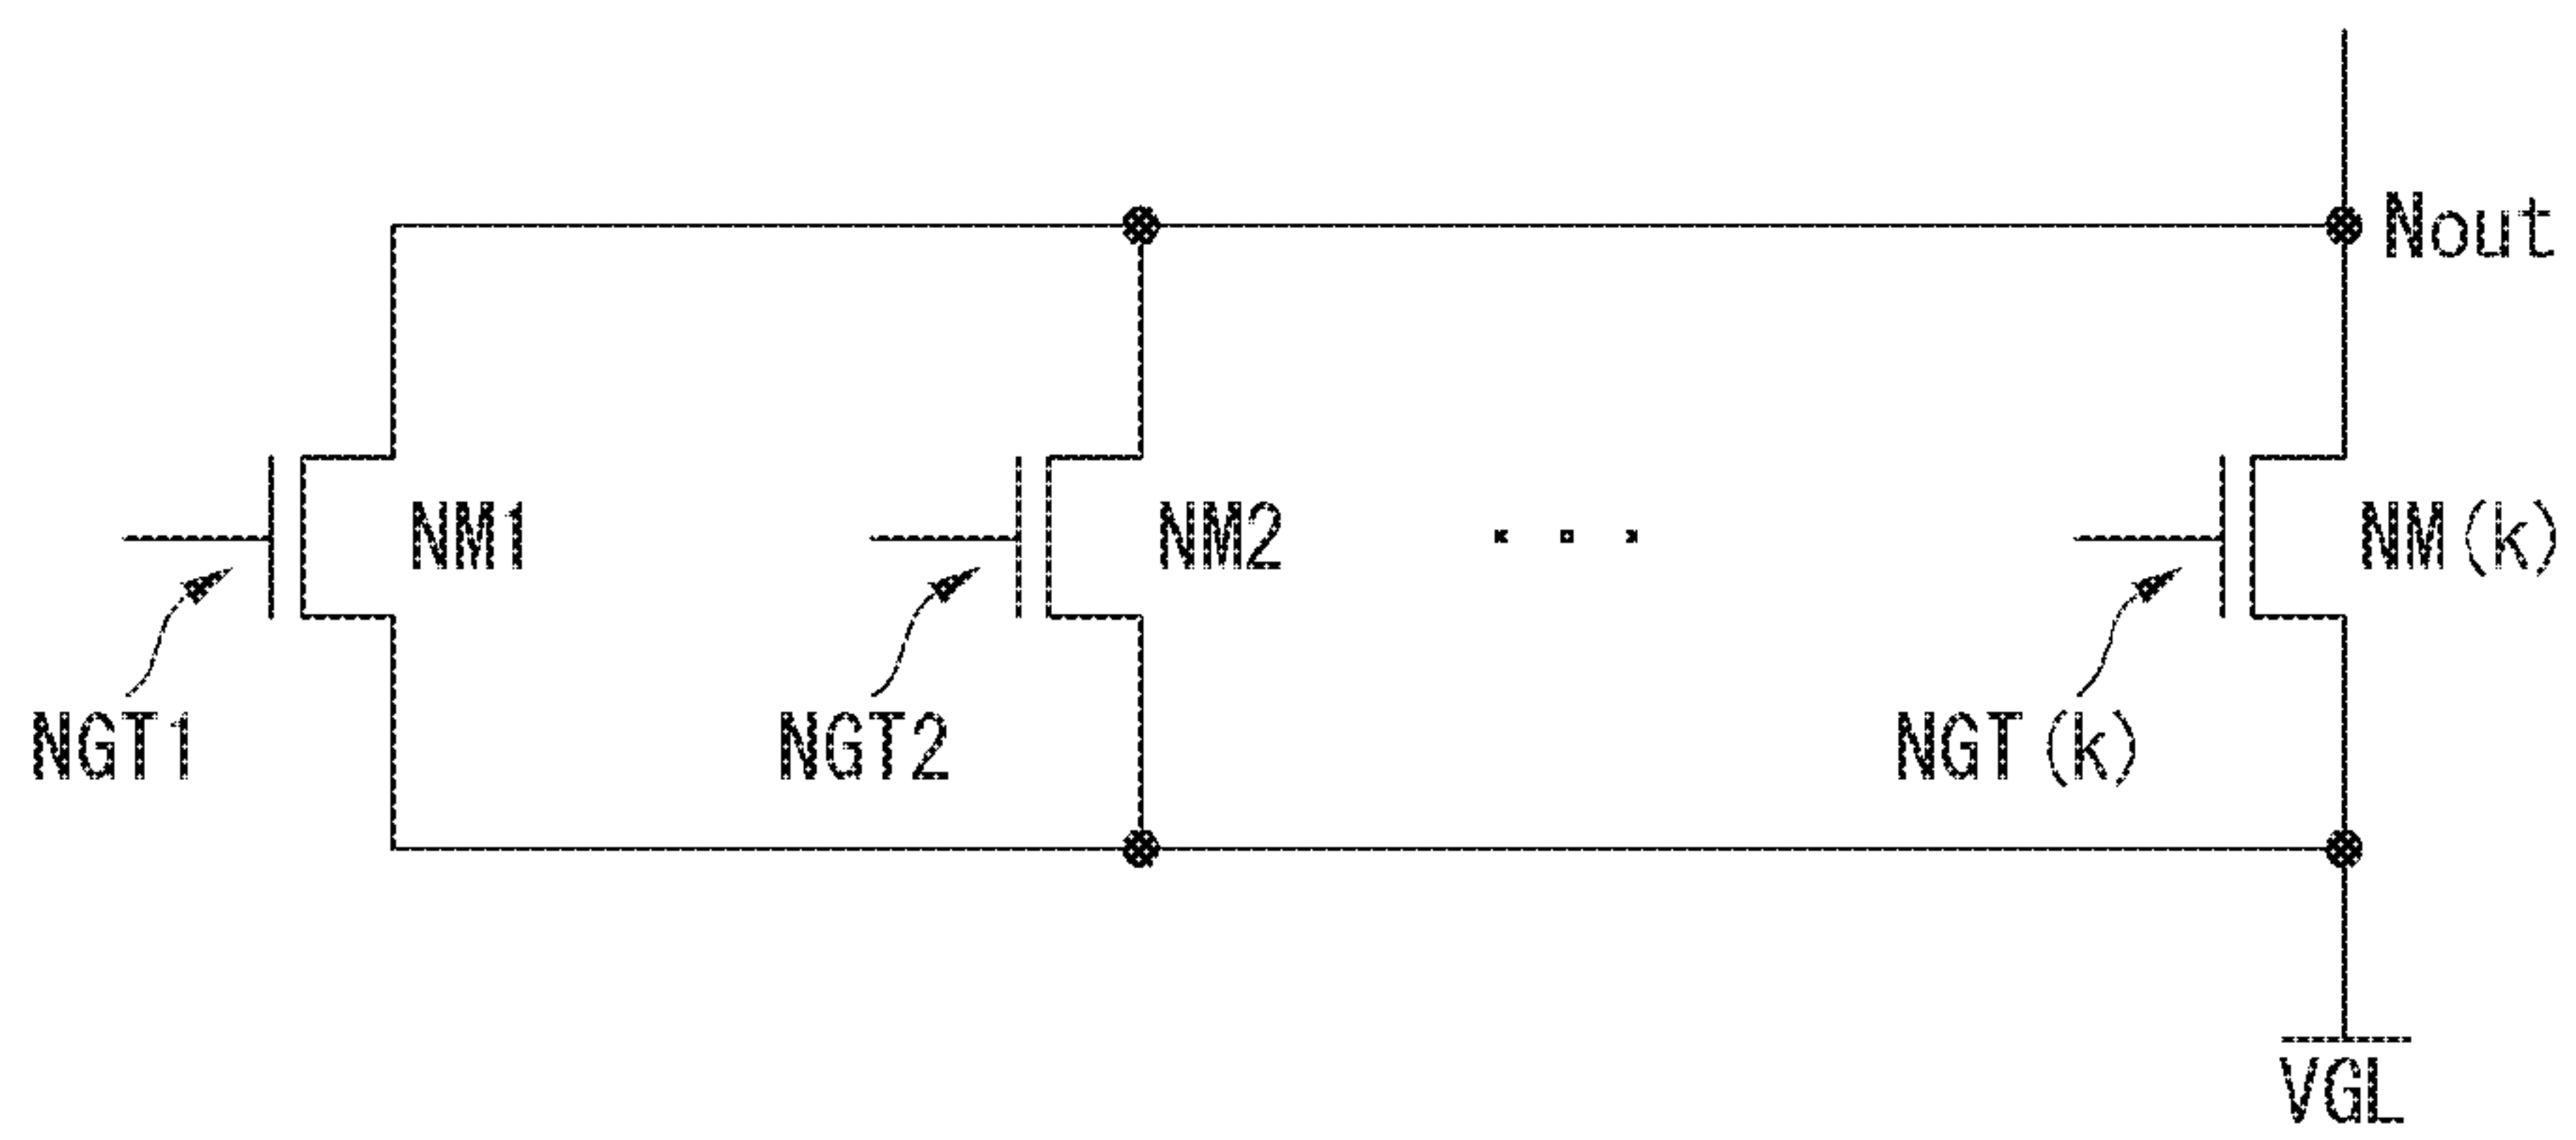 Nout
NM1
NM2
. . .
NM(k)
NGT1
NGT2
NGT(k)
VGL